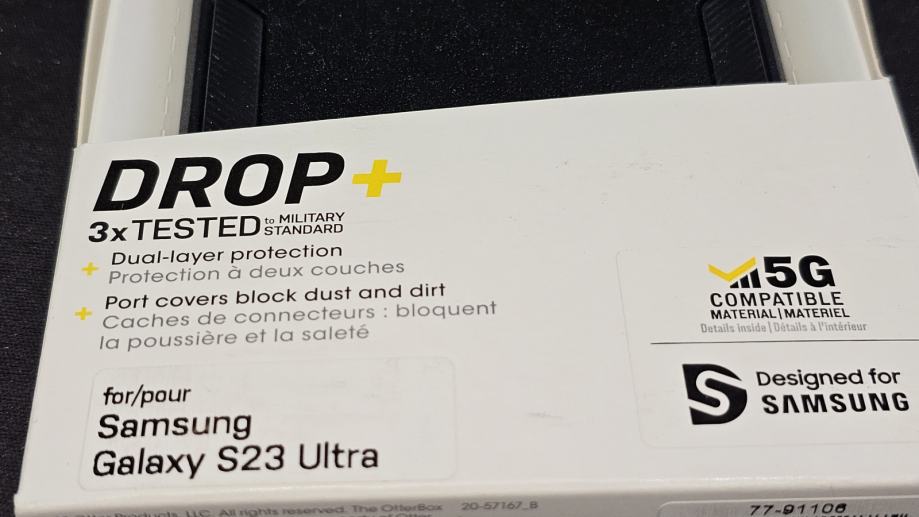 DROP+
3x TESTED to MILITARY STANDARD
+ Dual-layer protection
Protection à deux couches
+ Port covers block dust and dirt
Caches de connecteurs : bloquent
la poussière et la saleté
for/pour
Samsung
Galaxy S23 Ultra
5G
COMPATIBLE
MATERIAL | MATÉRIEL
Details inside | Détails à l'intérieur
Designed for
SAMSUNG
Products, LLC. All rights reserved. The OtterBox 20-57167_B
77-91106